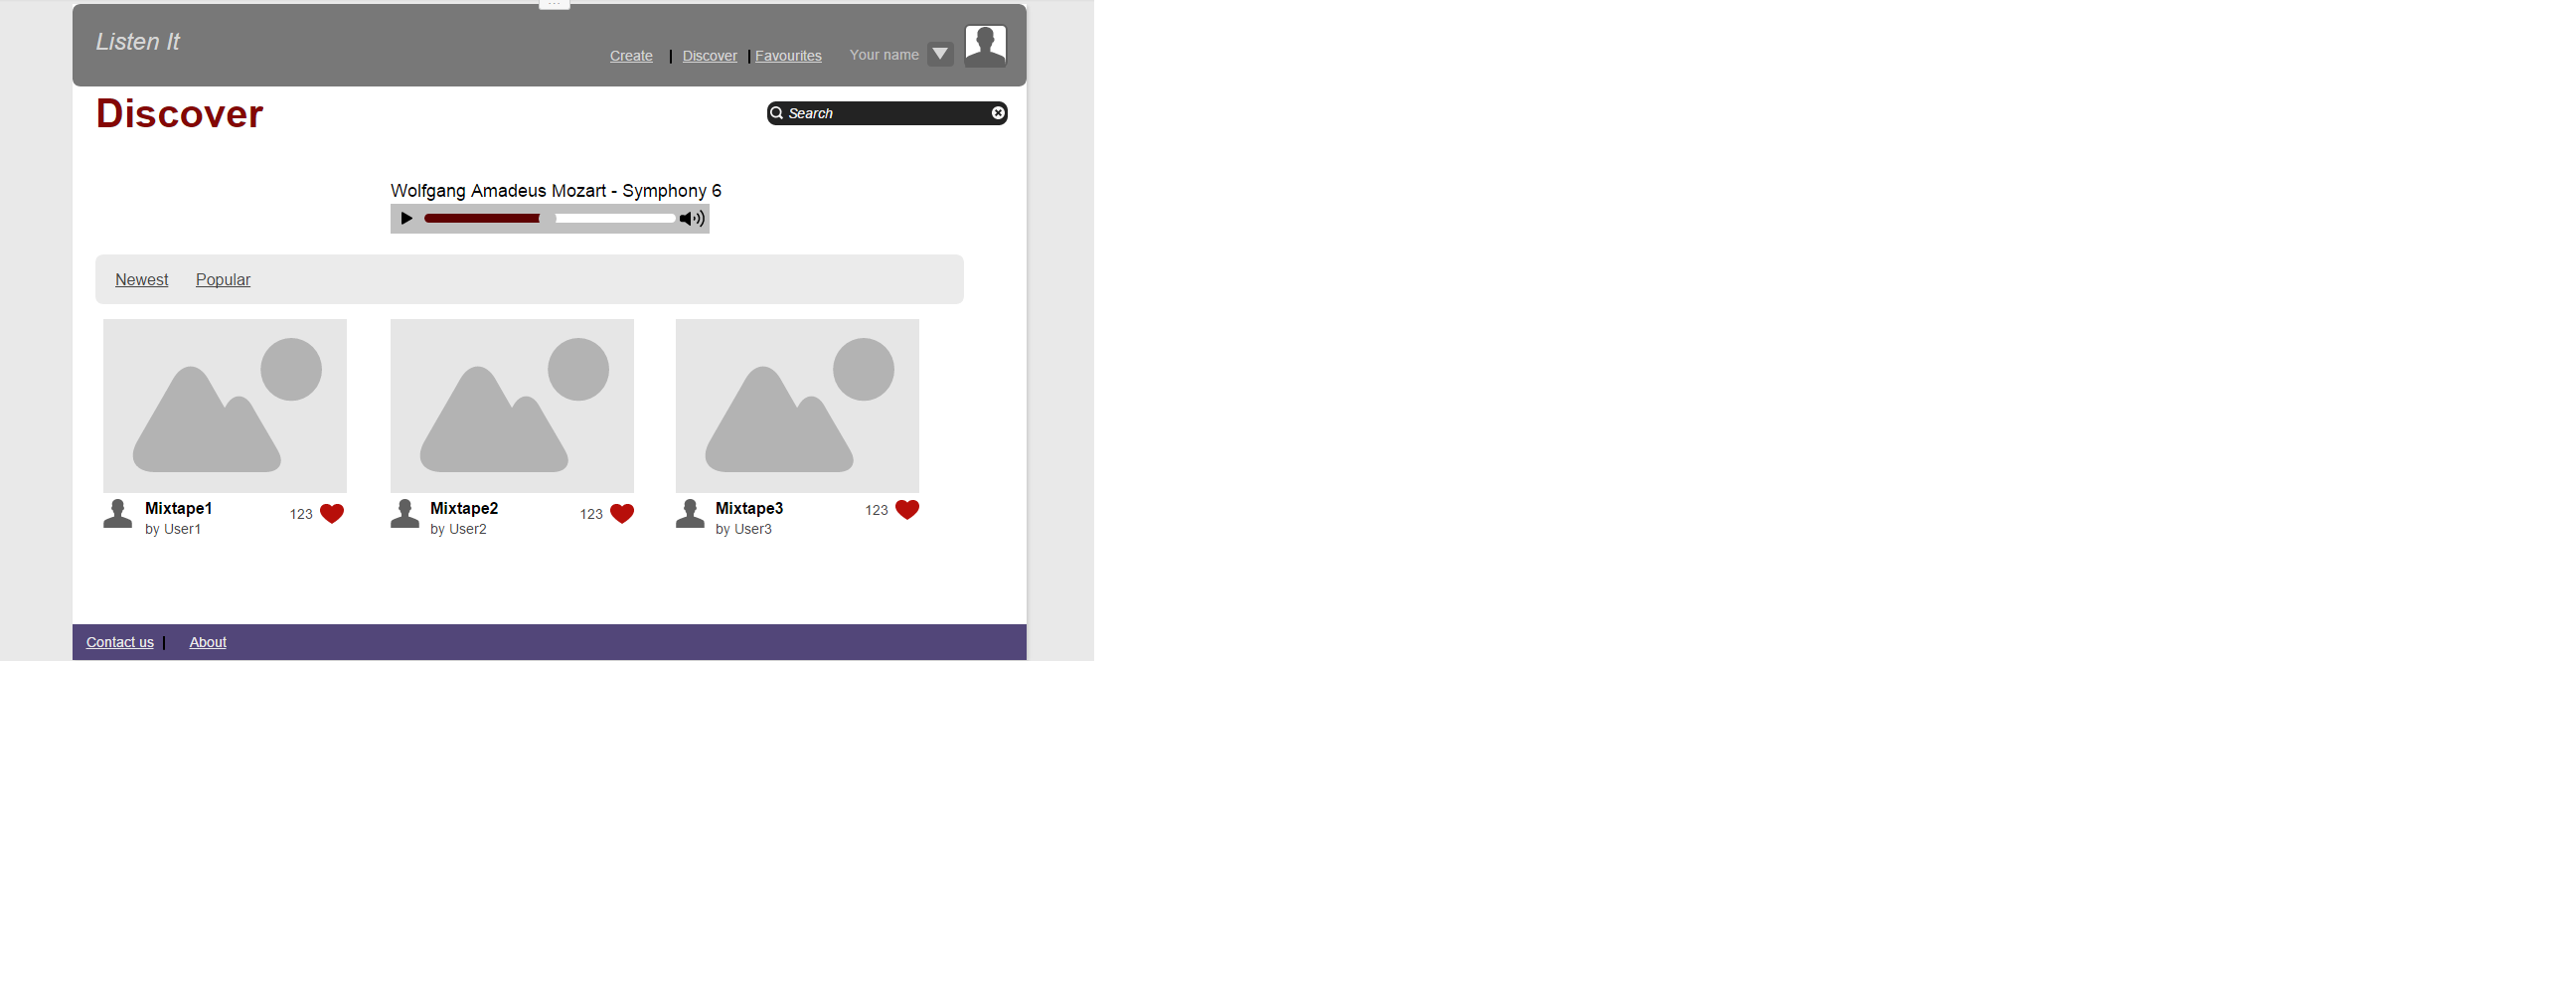 Listen It
Create | Discover | Favourites Your name
Discover
Search
Wolfgang Amadeus Mozart - Symphony 6
Newest Popular
Mixtape1
by User1
123
Mixtape2
by User2
123
Mixtape3
by User3
123
Contact us | About